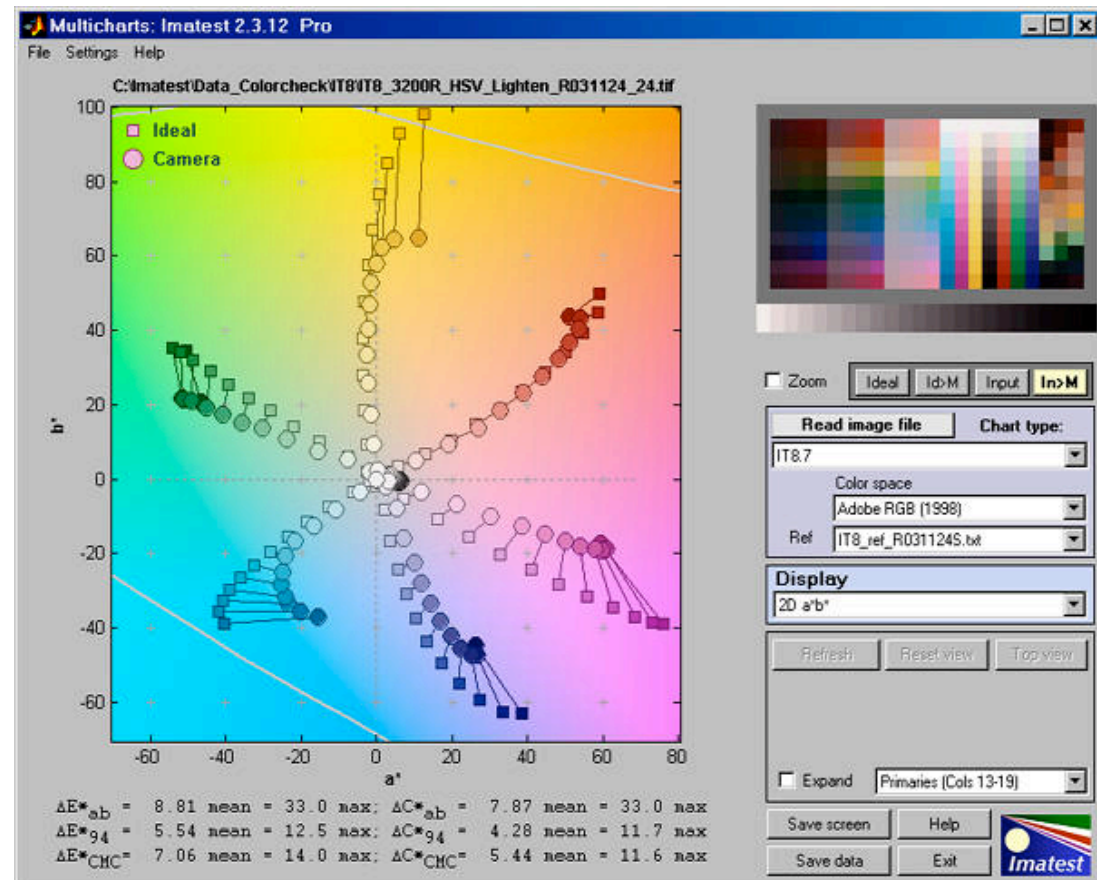 Multicharts: Imatest 2.3.12 Pro
File Settings Help
C:\Imatest\Data_Colorcheck\IT8\IT8_3200R_HSV_Lighten_R031124_24.tif
Ideal
Camera
100
80
60
40
20
0
-20
-40
-60
b*
-60 -40 -20 0 20 40 60 80
a*
ΔE*ab = 8.81 mean = 33.0 max; ΔC*ab = 7.87 mean = 33.0 max
ΔE*94 = 5.54 mean = 12.5 max; ΔC*94 = 4.28 mean = 11.7 max
ΔE*CMC= 7.06 mean = 14.0 max; ΔC*CMC= 5.44 mean = 11.6 max
Zoom Ideal Id>M Input In>M
Read image file Chart type:
IT8.7
Color space
Adobe RGB (1998)
Ref IT8_ref_R031124S.txt
Display
2D a*b*
Refresh Reset view Top view
Expand Primaries (Cols 13-19)
Save screen Help
Save data Exit
Imatest